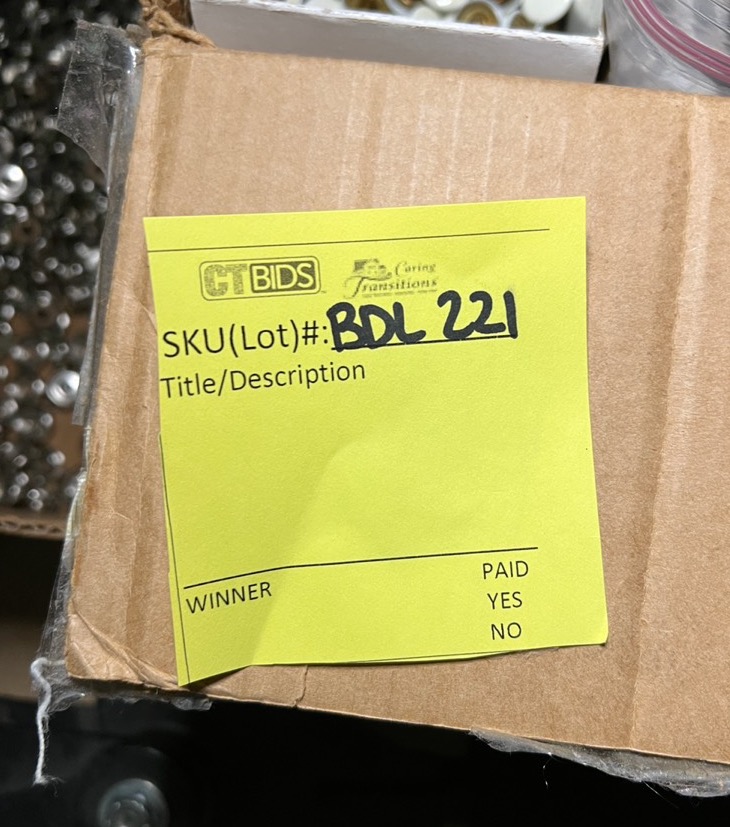 CTBIDS
Caring
Transitions
SKU(Lot)#: BDL 221
Title/Description
WINNER
PAID
YES
NO